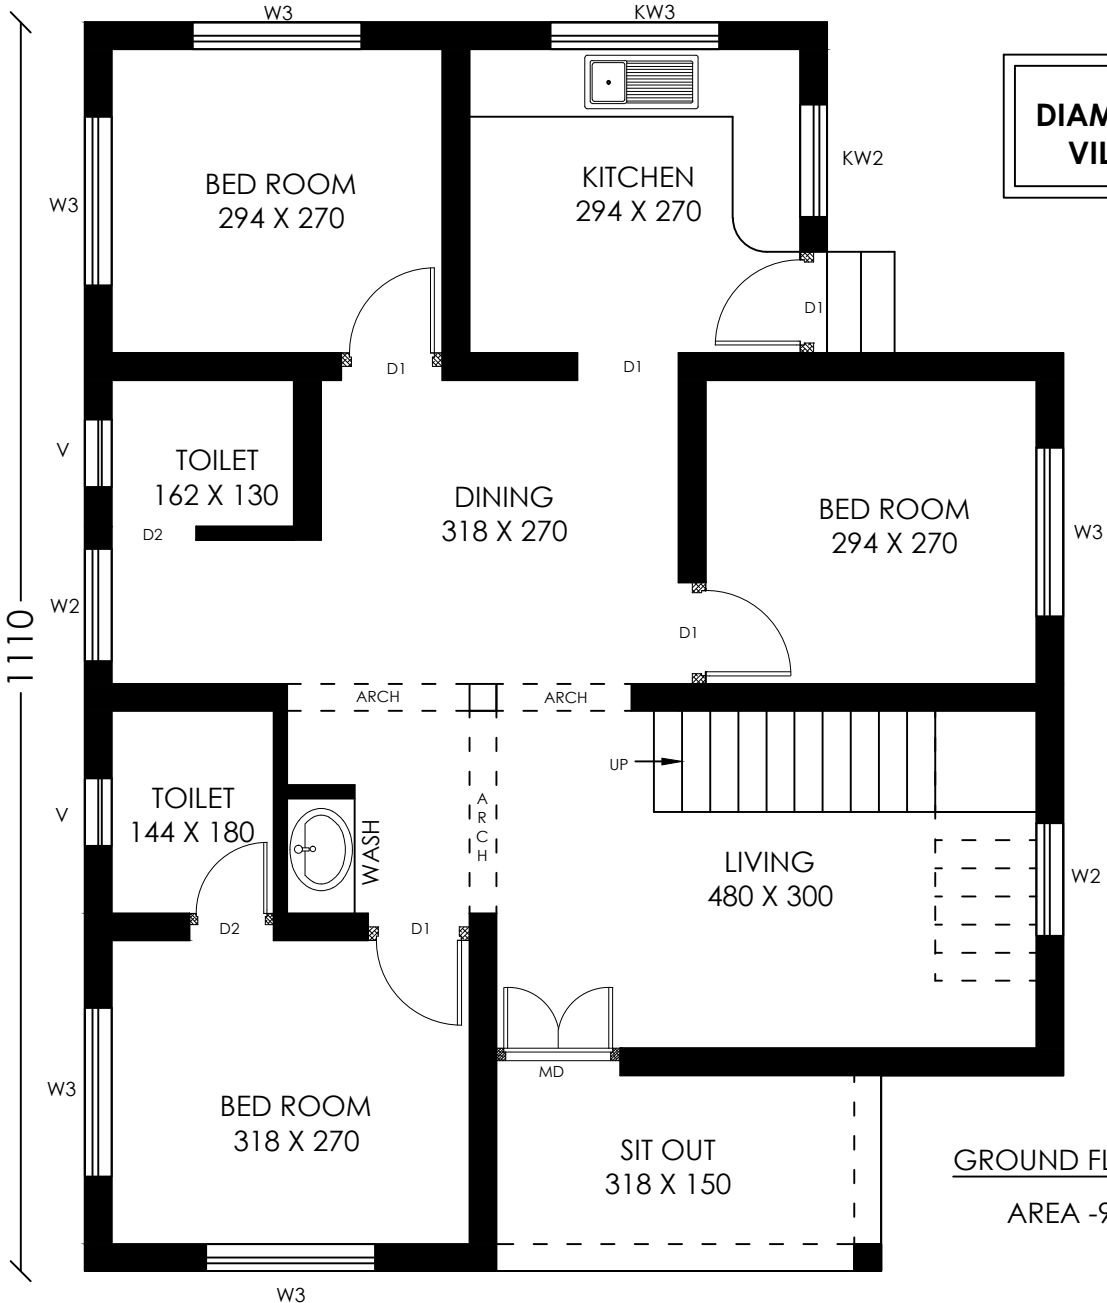 W3
KW3
DIAM
VIL
BED ROOM
294 X 270
KITCHEN
294 X 270
KW2
W3
D1
D1
D1
V
TOILET
162 X 130
DINING
318 X 270
BED ROOM
294 X 270
D2
W3
W2
D1
1110
ARCH
ARCH
UP
TOILET
144 X 180
V
WASH
ARCH
LIVING
480 X 300
W2
D2
D1
MD
W3
BED ROOM
318 X 270
SIT OUT
318 X 150
GROUND FL
AREA -9
W3